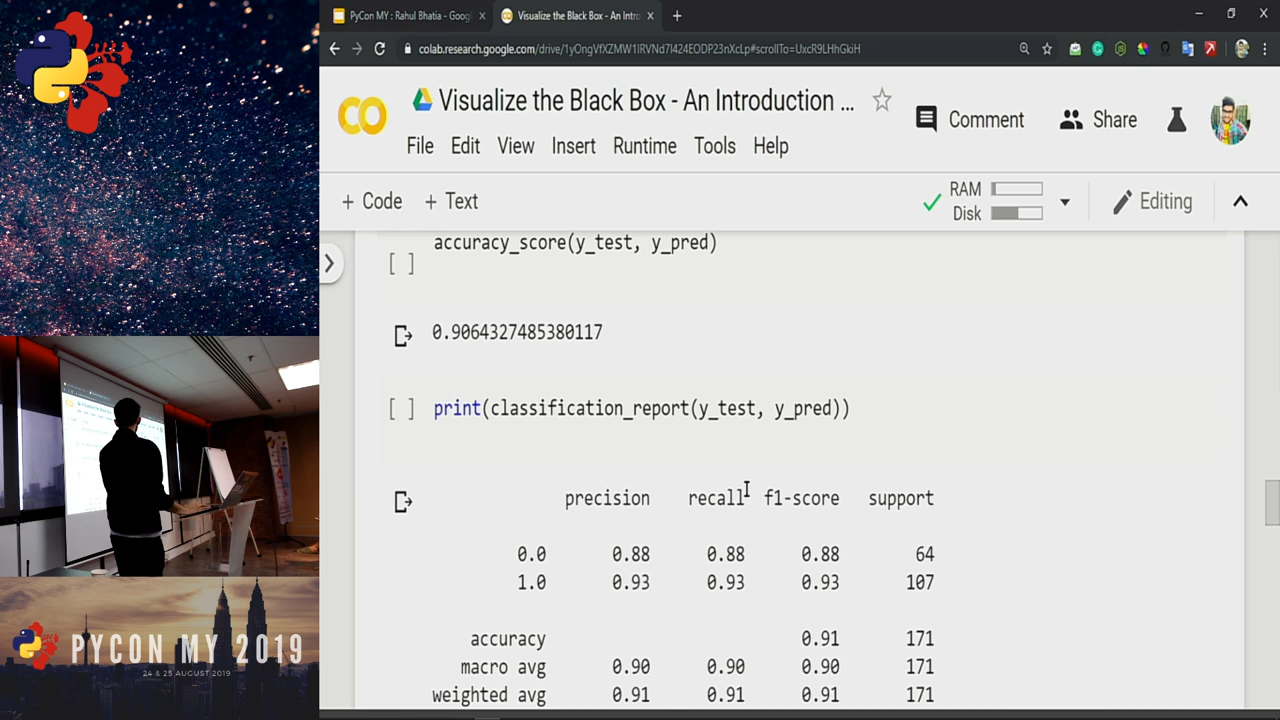 PyCon MY : Rahul Bhatia - Goog
Visualize the Black Box - An Intro
colab.research.google.com/drive/1yOngVfXZMW1lRVNd7l424EODP23nXcLp#scrollTo=UxcR9LHhGkiH
Visualize the Black Box - An Introduction ...
Comment
Share
File Edit View Insert Runtime Tools Help
+ Code + Text
RAM
Disk
Editing
accuracy_score(y_test, y_pred)
[ ]
0.9064327485380117
[ ] print(classification_report(y_test, y_pred))
precision recall f1-score support
0.0 0.88 0.88 0.88 64
1.0 0.93 0.93 0.93 107
accuracy 0.91 171
macro avg 0.90 0.90 0.90 171
weighted avg 0.91 0.91 0.91 171
PYCON MY 2019
24 & 25 AUGUST 2019